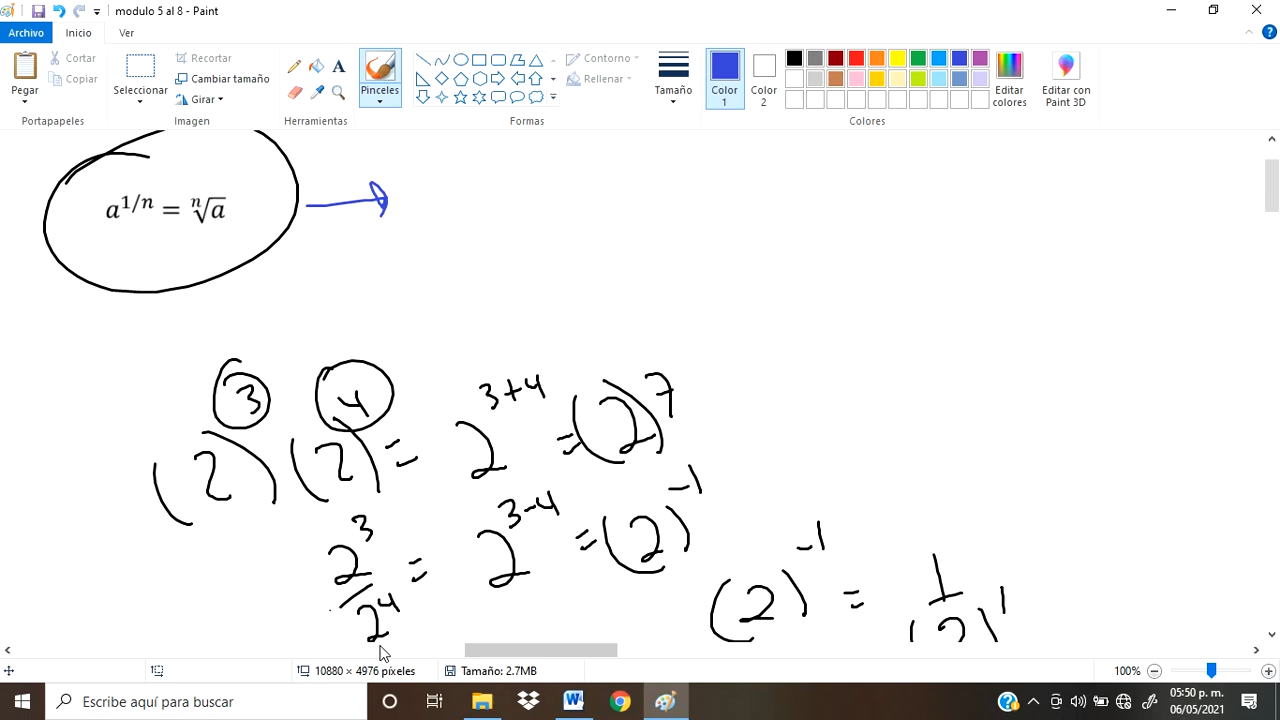 modulo 5 al 8 - Paint
Archivo Inicio Ver
Pegar Cortar Copiar Seleccionar Recortar Cambiar tamaño Girar A Pinceles Contorno Rellenar Tamaño Color 1 Color 2 Editar colores Editar con Paint 3D
Portapapeles Imagen Herramientas Formas Colores
a^{1/n} = ⁿ√a
(2)^3 (2)^4 = 2^{3+4} = (2)^7
2^3/2^4 = 2^{3-4} = (2)^{-1}
(2)^{-1} = 1/(2)^1
10880 × 4976 píxeles Tamaño: 2.7MB 100%
Escribe aquí para buscar
05:50 p. m.
06/05/2021